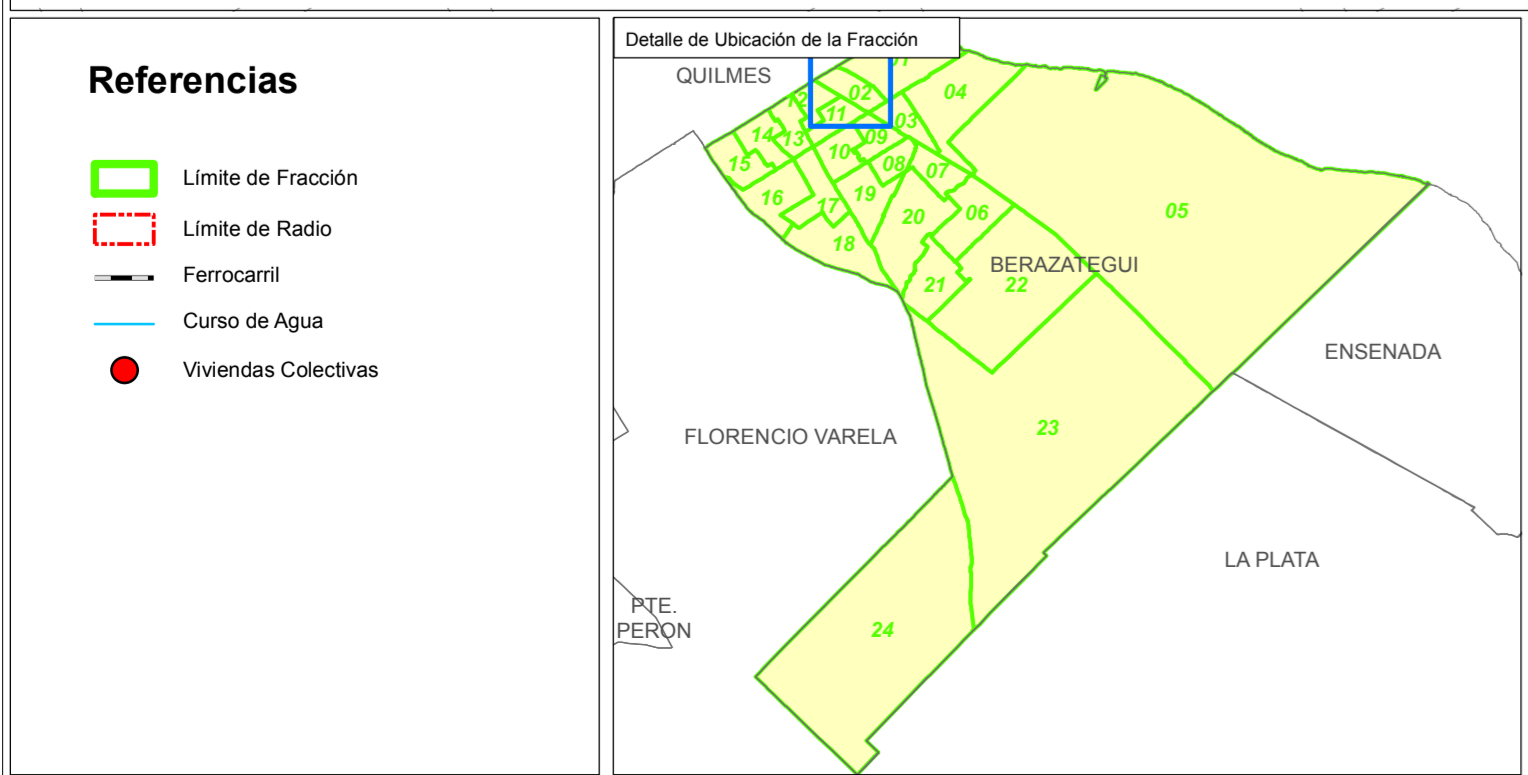 Referencias
Límite de Fracción
Límite de Radio
Ferrocarril
Curso de Agua
Viviendas Colectivas
Detalle de Ubicación de la Fracción
QUILMES
01
02
04
12
11
03
14
13
09
10
15
08
07
16
19
17
05
20
06
18
BERAZATEGUI
21
22
ENSENADA
FLORENCIO VARELA
23
LA PLATA
PTE.
PERON
24